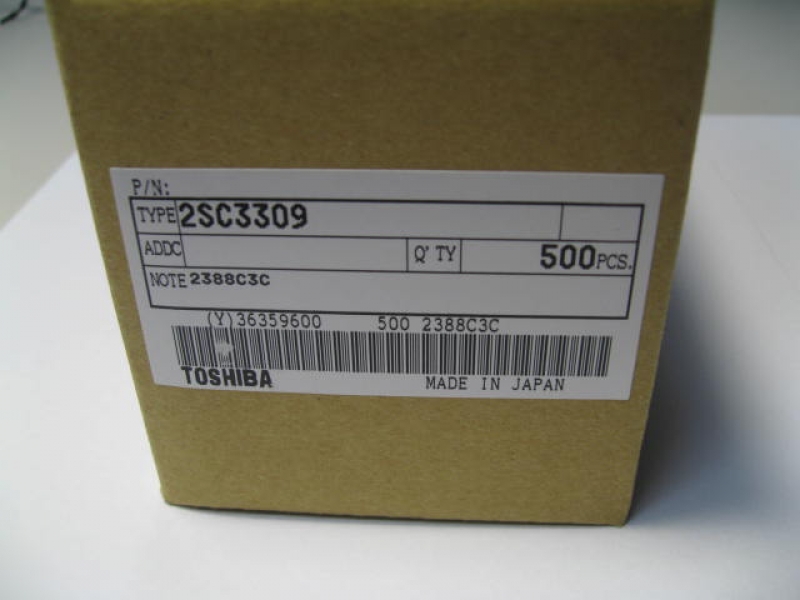 P/N:
TYPE 2SC3309
ADDC Q'TY 500 PCS.
NOTE 2388C3C
(Y)36359600 500 2388C3C
TOSHIBA MADE IN JAPAN